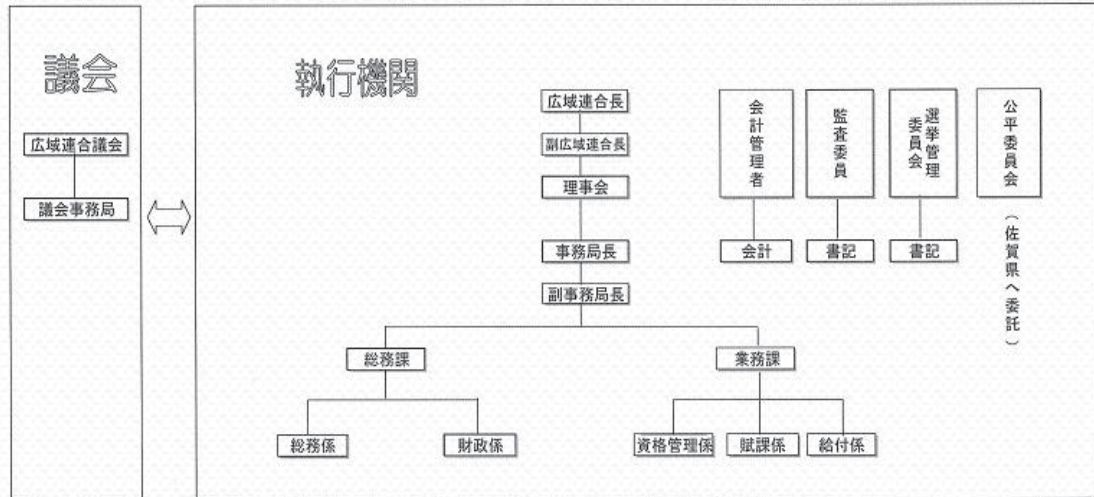 議会
広域連合議会
議会事務局
執行機関
広域連合長
副広域連合長
理事会
事務局長
副事務局長
総務課
業務課
総務係
財政係
資格管理係
賦課係
給付係
会計管理者
会計
監査委員
書記
選挙管理
委員会
書記
公平委員会
(佐賀県へ委託)